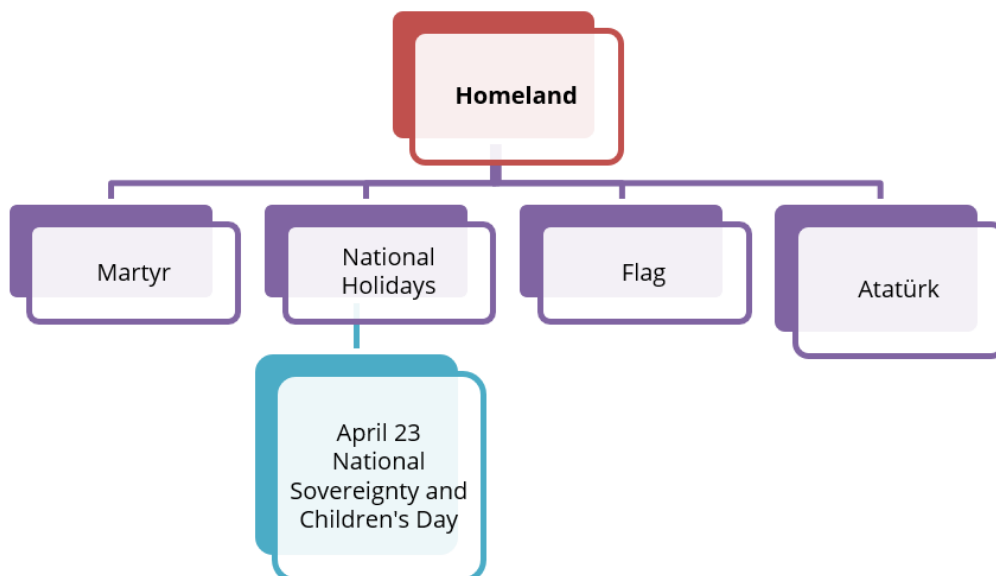 Homeland
Martyr
National
Holidays
Flag
Atatürk
April 23
National
Sovereignty and
Children's Day